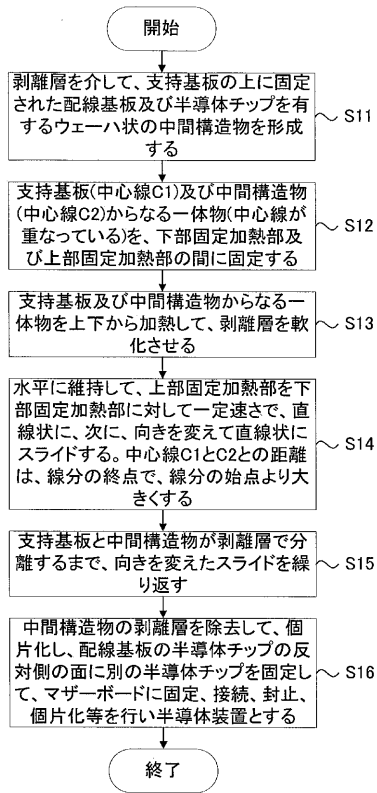 開始
剥離層を介して、支持基板の上に固定
された配線基板及び半導体チップを有
するウェーハ状の中間構造物を形成
する
S11
支持基板(中心線C1)及び中間構造物
(中心線C2)からなる一体物(中心線が
重なっている)を、下部固定加熱部及
び上部固定加熱部の間に固定する
S12
支持基板及び中間構造物からなる一
体物を上下から加熱して、剥離層を軟
化させる
S13
水平に維持して、上部固定加熱部を下
部固定加熱部に対して一定速さで、直
線状に、次に、向きを変えて直線状に
スライドする。中心線C1とC2との距離
は、線分の終点で、線分の始点より大
きくする
S14
支持基板と中間構造物が剥離層で分
離するまで、向きを変えたスライドを繰
り返す
S15
中間構造物の剥離層を除去して、個
片化し、配線基板の半導体チップの反
対側の面に別の半導体チップを固定し
て、マザーボードに固定、接続、封止、
個片化等を行い半導体装置とする
S16
終了